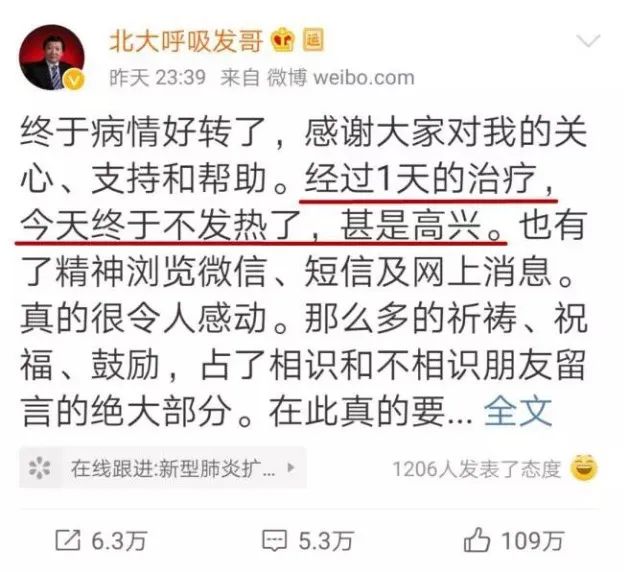 北大呼吸发哥
昨天 23:39 来自 微博 weibo.com
终于病情好转了，感谢大家对我的关
心、支持和帮助。经过1天的治疗，
今天终于不发热了，甚是高兴。也有
了精神浏览微信、短信及网上消息。
真的很令人感动。那么多的祈祷、祝
福、鼓励，占了相识和不相识朋友留
言的绝大部分。在此真的要... 全文
在线跟进:新型肺炎扩...
1206人发表了态度
6.3万 5.3万 109万